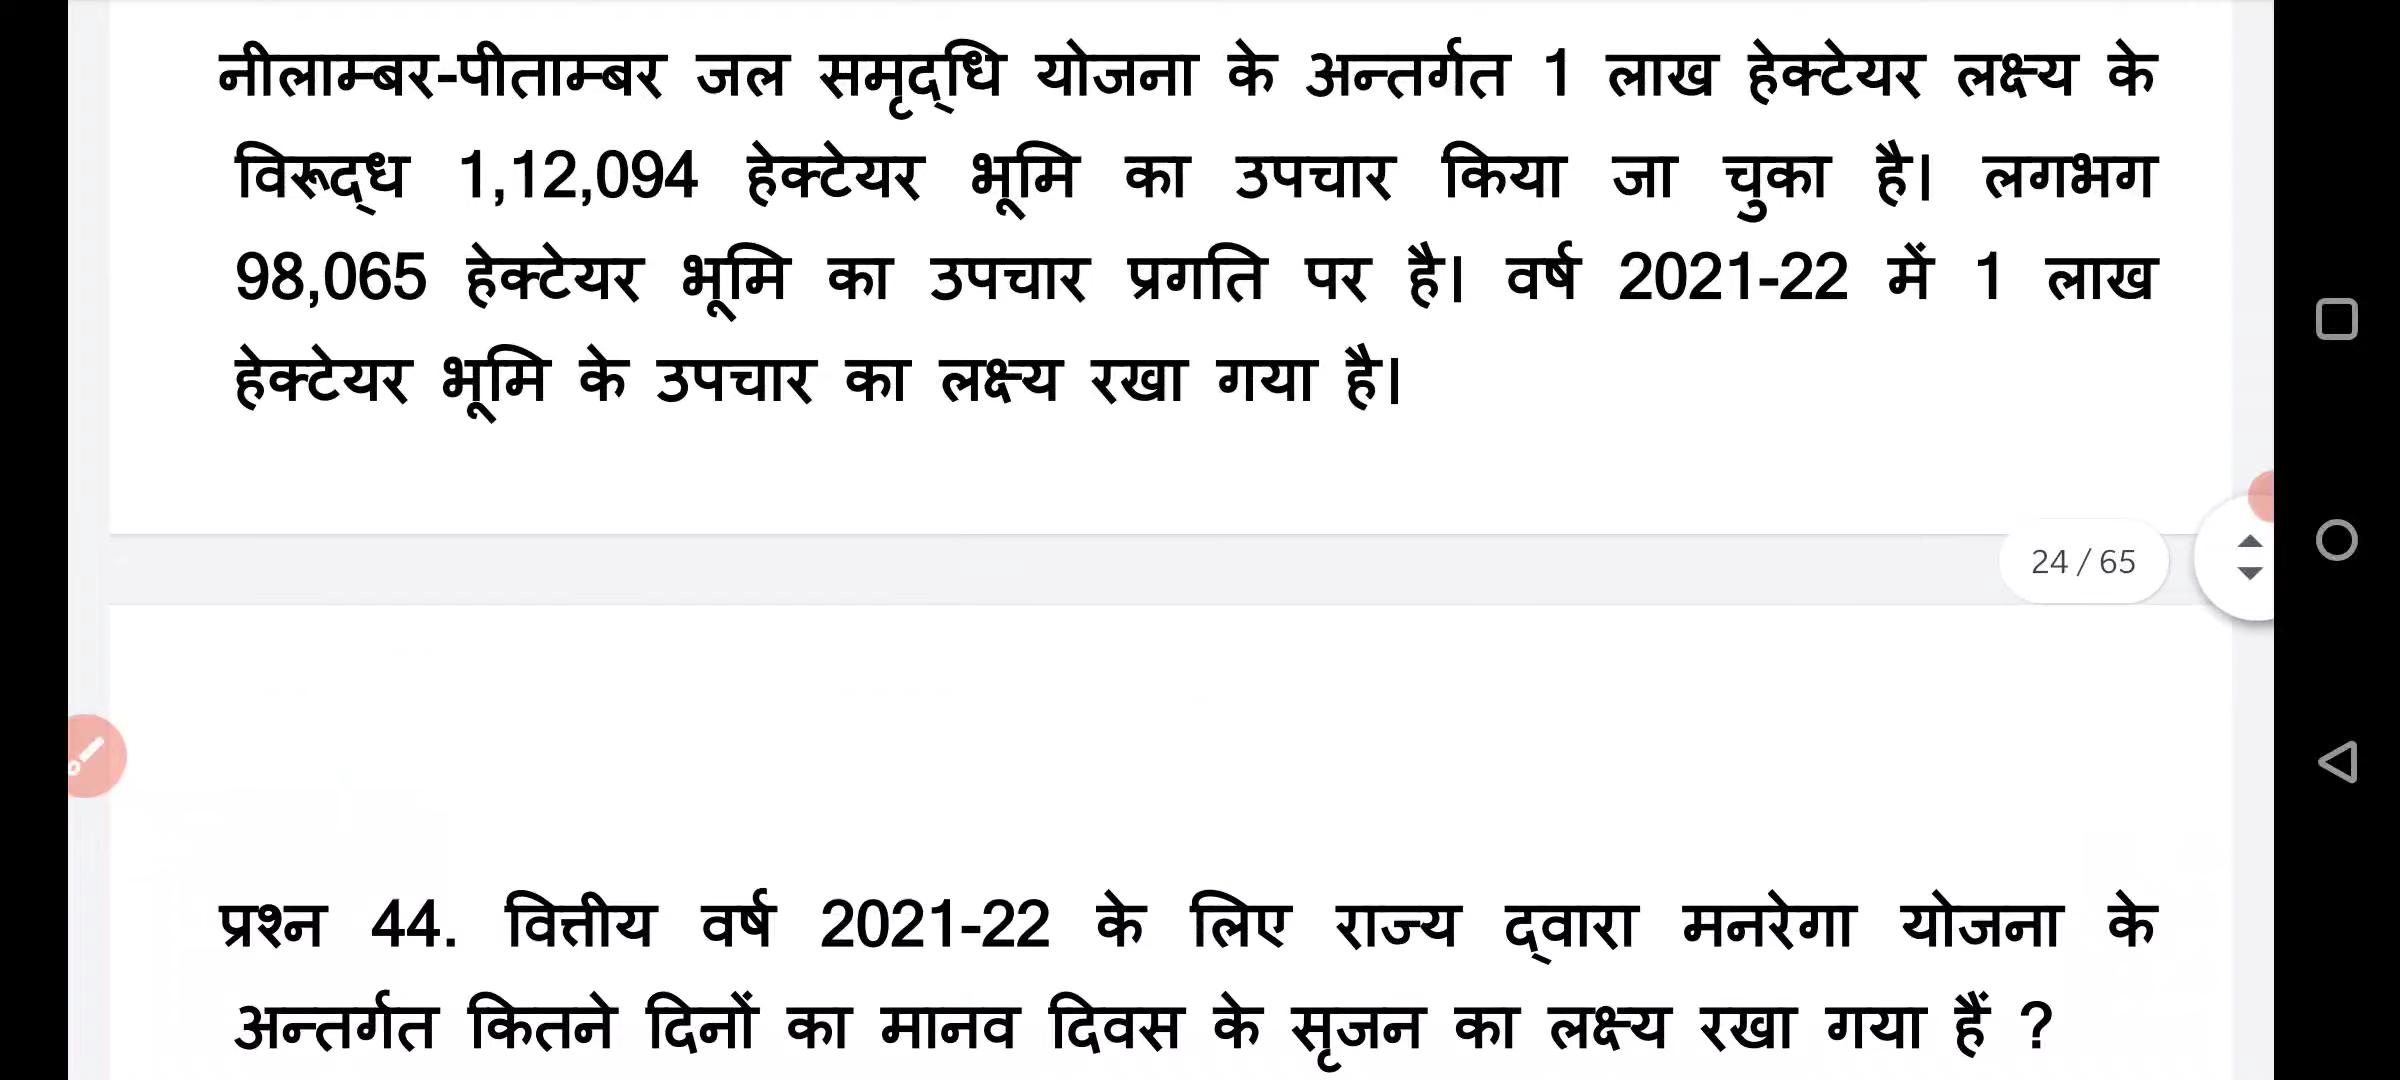 नीलाम्बर-पीताम्बर जल समृद्धि योजना के अन्तर्गत 1 लाख हेक्टेयर लक्ष्य के
विरूद्ध 1,12,094 हेक्टेयर भूमि का उपचार किया जा चुका है। लगभग
98,065 हेक्टेयर भूमि का उपचार प्रगति पर है। वर्ष 2021-22 में 1 लाख
हेक्टेयर भूमि के उपचार का लक्ष्य रखा गया है।
24 / 65
प्रश्न 44. वित्तीय वर्ष 2021-22 के लिए राज्य द्वारा मनरेगा योजना के
अन्तर्गत कितने दिनों का मानव दिवस के सृजन का लक्ष्य रखा गया हैं ?